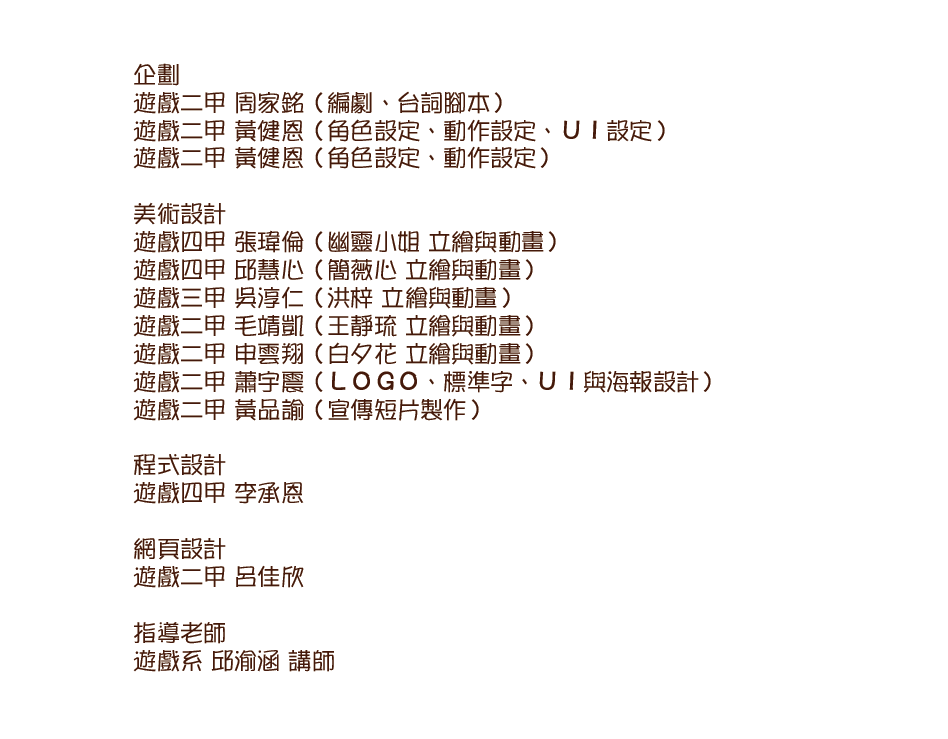 企劃
遊戲二甲 周家銘（編劇、台詞腳本）
遊戲二甲 黃健恩（角色設定、動作設定、ＵＩ設定）
遊戲二甲 黃健恩（角色設定、動作設定）
美術設計
遊戲四甲 張瑋倫（幽靈小姐 立繪與動畫）
遊戲四甲 邱慧心（簡薇心 立繪與動畫）
遊戲三甲 吳淳仁（洪梓 立繪與動畫）
遊戲二甲 毛靖凱（王靜琉 立繪與動畫）
遊戲二甲 申雲翔（白夕花 立繪與動畫）
遊戲二甲 蕭宇震（ＬＯＧＯ、標準字、ＵＩ與海報設計）
遊戲二甲 黃品諭（宣傳短片製作）
程式設計
遊戲四甲 李承恩
網頁設計
遊戲二甲 呂佳欣
指導老師
遊戲系 邱渝涵 講師